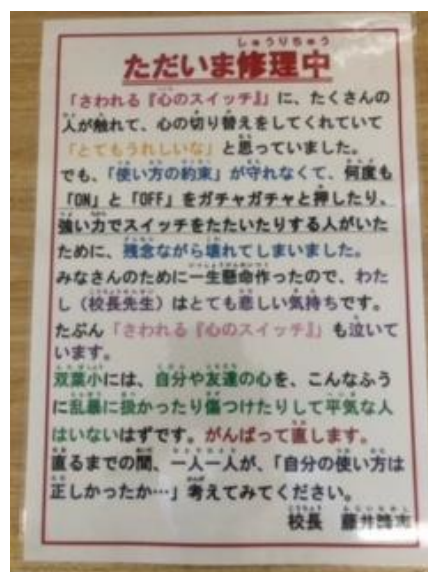 しゅうりちゅう
ただいま修理中
「さわれる『心のスイッチ』」に、たくさんの
人が触れて、心の切り替えをしてくれていて
「とてもうれしいな」と思っていました。
でも、「使い方の約束」が守れなくて、何度も
「ON」と「OFF」をガチャガチャと押したり、
強い力でスイッチをたたいたりする人がいた
ために、残念ながら壊れてしまいました。
みなさんのために一生懸命作ったので、わた
し（校長先生）はとても悲しい気持ちです。
たぶん「さわれる『心のスイッチ』」も泣いて
います。
双葉小には、自分や友達の心を、こんなふう
に乱暴に扱かったり傷つけたりして平気な人
はいないはずです。がんばって直します。
直るまでの間、一人一人が、「自分の使い方は
正しかったか…」考えてみてください。
校長　藤井